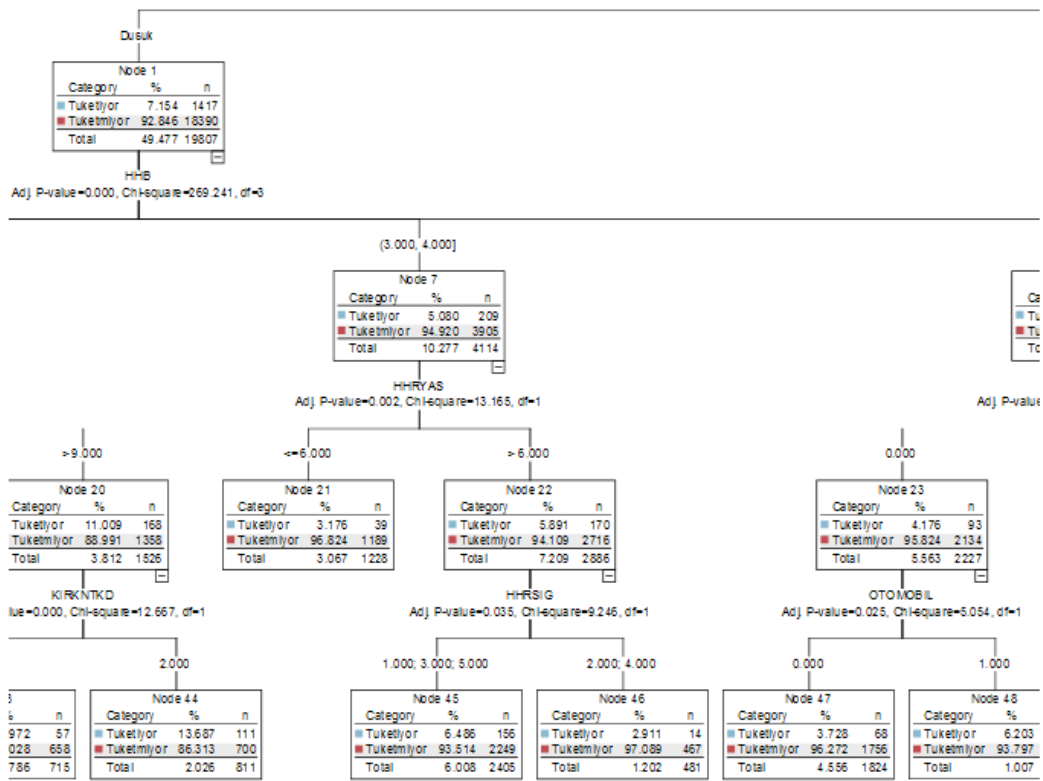 Dusuk
Node 1
Category % n
Tuketiyor 7.154 1417
Tuketmiyor 92.846 18390
Total 49.477 19807
HHB
Adj. P-value=0.000, Chi-square=269.241, df=3
(3.000, 4.000]
Node 7
Category % n
Tuketiyor 5.080 209
Tuketmiyor 94.920 3905
Total 10.277 4114
HHRYAS
Adj. P-value=0.002, Chi-square=13.165, df=1
Adj. P-value
>9.000
<=6.000
>6.000
0.000
Node 20
Category % n
Tuketiyor 11.009 168
Tuketmiyor 88.991 1358
Total 3.812 1526
Node 21
Category % n
Tuketiyor 3.176 39
Tuketmiyor 96.824 1189
Total 3.067 1228
Node 22
Category % n
Tuketiyor 5.891 170
Tuketmiyor 94.109 2716
Total 7.209 2886
Node 23
Category % n
Tuketiyor 4.176 93
Tuketmiyor 95.824 2134
Total 5.563 2227
KIRKNTKD
lue=0.000, Chi-square=12.667, df=1
HHRSIG
Adj. P-value=0.035, Chi-square=9.246, df=1
OTOMOBIL
Adj. P-value=0.025, Chi-square=5.054, df=1
2.000
1.000; 3.000; 5.000
2.000; 4.000
0.000
1.000
3
% n
972 57
028 658
786 715
Node 44
Category % n
Tuketiyor 13.687 111
Tuketmiyor 86.313 700
Total 2.026 811
Node 45
Category % n
Tuketiyor 6.486 156
Tuketmiyor 93.514 2249
Total 6.008 2405
Node 46
Category % n
Tuketiyor 2.911 14
Tuketmiyor 97.089 467
Total 1.202 481
Node 47
Category % n
Tuketiyor 3.728 68
Tuketmiyor 96.272 1756
Total 4.556 1824
Node 48
Category %
Tuketiyor 6.203
Tuketmiyor 93.797
Total 1.007